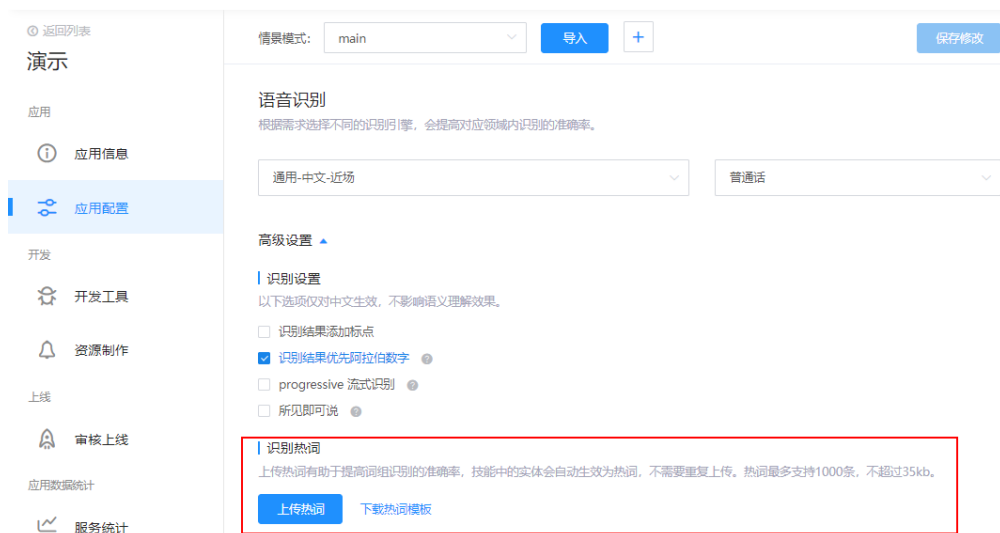 返回列表
演示
应用
应用信息
应用配置
开发
开发工具
资源制作
上线
审核上线
应用数据统计
服务统计
情景模式: main 导入 + 保存修改
语音识别
根据需求选择不同的识别引擎，会提高对应领域内识别的准确率。
通用-中文-近场 普通话
高级设置
识别设置
以下选项仅对中文生效，不影响语义理解效果。
识别结果添加标点
识别结果优先阿拉伯数字 ?
progressive 流式识别 ?
所见即可说 ?
识别热词
上传热词有助于提高词组识别的准确率，技能中的实体会自动生效为热词，不需要重复上传。热词最多支持1000条，不超过35kb。
上传热词 下载热词模板